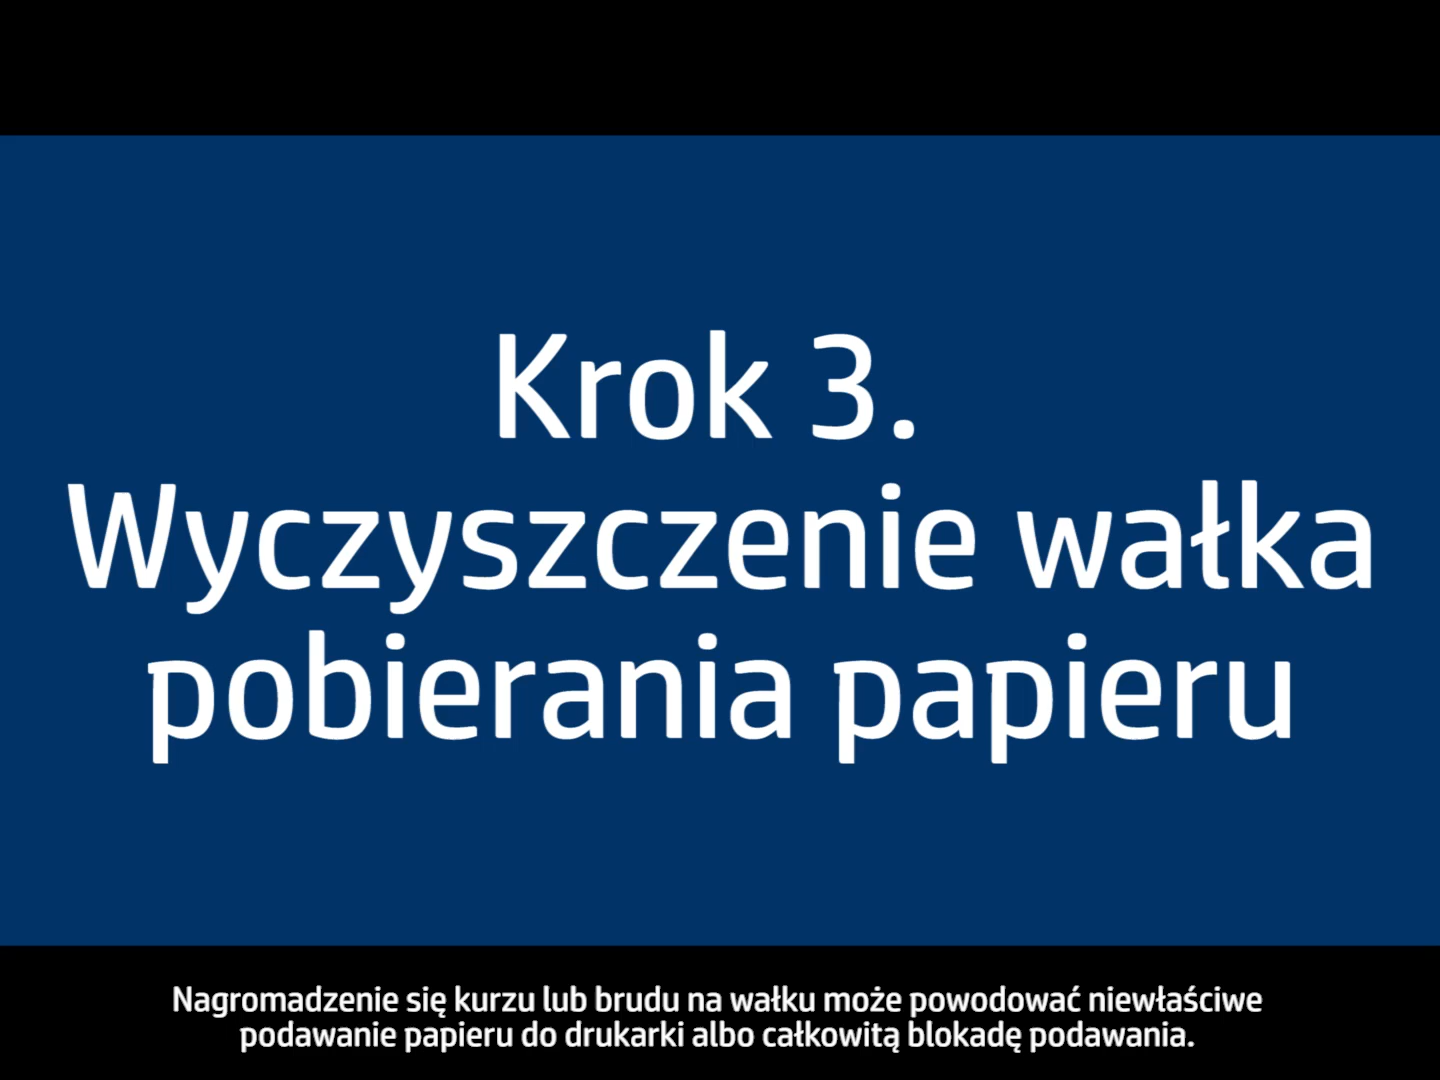 Krok 3.
Wyczyszczenie wałka
pobierania papieru
Nagromadzenie się kurzu lub brudu na wałku może powodować niewłaściwe
podawanie papieru do drukarki albo całkowitą blokadę podawania.